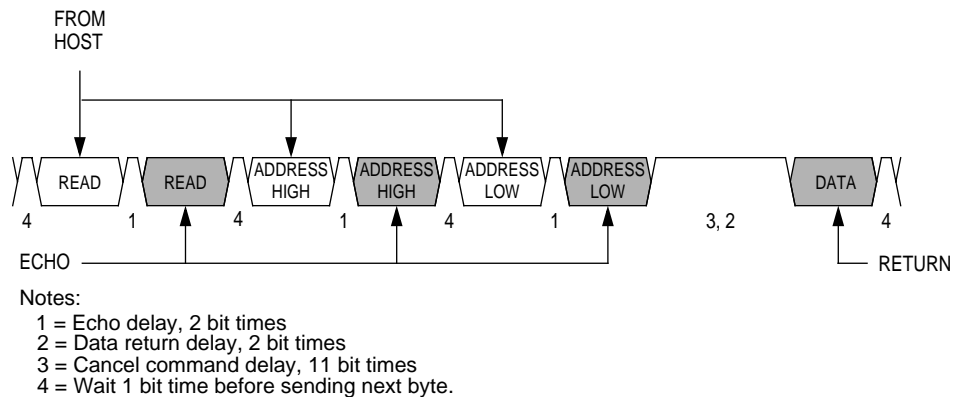 FROM
HOST
READ
READ
ADDRESS
HIGH
ADDRESS
HIGH
ADDRESS
LOW
ADDRESS
LOW
DATA
4 1 4 1 4 1 3, 2 4
ECHO
RETURN
Notes:
1 = Echo delay, 2 bit times
2 = Data return delay, 2 bit times
3 = Cancel command delay, 11 bit times
4 = Wait 1 bit time before sending next byte.